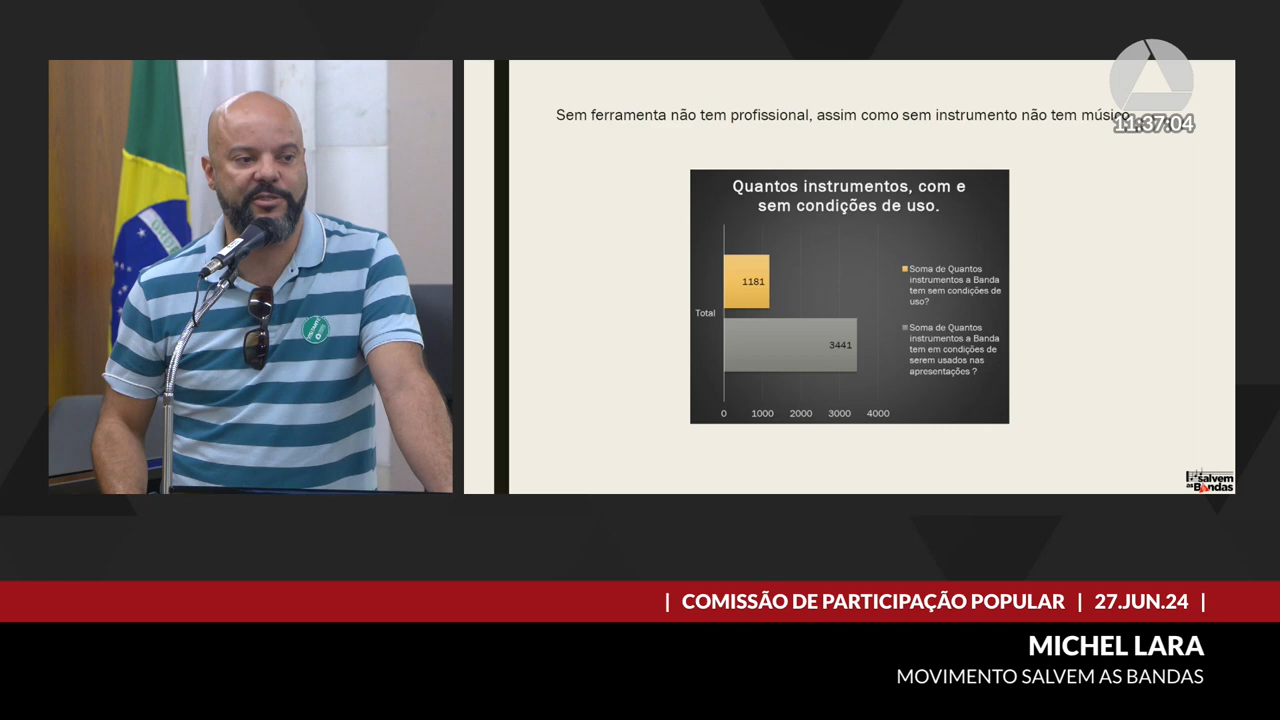 Sem ferramenta não tem profissional, assim como sem instrumento não tem músico
11:37:04
Quantos instrumentos, com e
sem condições de uso.
1181
3441
Total
0 1000 2000 3000 4000
Soma de Quantos
instrumentos a Banda
tem sem condições de
uso?
Soma de Quantos
instrumentos a Banda
tem em condições de
serem usados nas
apresentações ?
salvem
as Bandas
| COMISSÃO DE PARTICIPAÇÃO POPULAR | 27.JUN.24 |
MICHEL LARA
MOVIMENTO SALVEM AS BANDAS